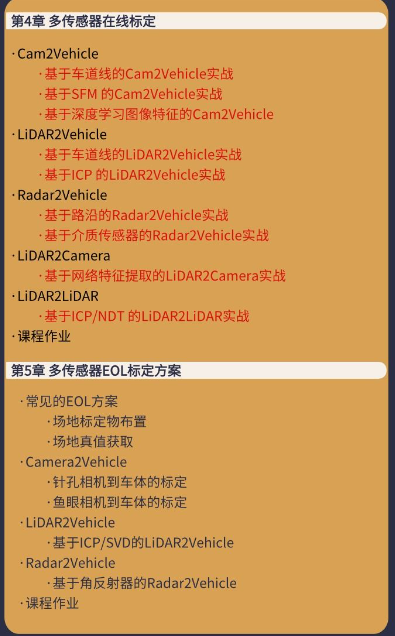 第4章 多传感器在线标定
·Cam2Vehicle
·基于车道线的Cam2Vehicle实战
·基于SFM 的Cam2Vehicle实战
·基于深度学习图像特征的Cam2Vehicle
·LiDAR2Vehicle
·基于车道线的LiDAR2Vehicle实战
·基于ICP 的LiDAR2Vehicle实战
·Radar2Vehicle
·基于路沿的Radar2Vehicle实战
·基于介质传感器的Radar2Vehicle实战
·LiDAR2Camera
·基于网络特征提取的LiDAR2Camera实战
·LiDAR2LiDAR
·基于ICP/NDT 的LiDAR2LiDAR实战
·课程作业
第5章 多传感器EOL标定方案
·常见的EOL方案
·场地标定物布置
·场地真值获取
·Camera2Vehicle
·针孔相机到车体的标定
·鱼眼相机到车体的标定
·LiDAR2Vehicle
·基于ICP/SVD的LiDAR2Vehicle
·Radar2Vehicle
·基于角反射器的Radar2Vehicle
·课程作业